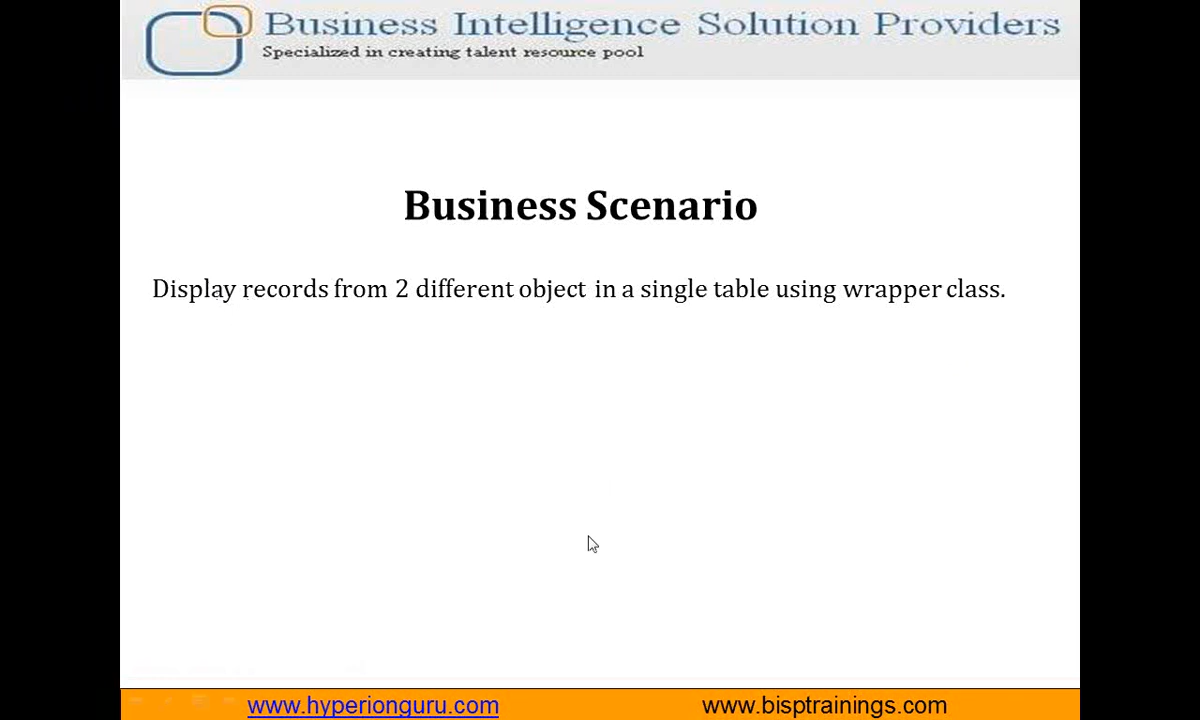 Business Intelligence Solution Providers
Specialized in creating talent resource pool
Business Scenario
Display records from 2 different object in a single table using wrapper class.
www.hyperionguru.com www.bisptrainings.com